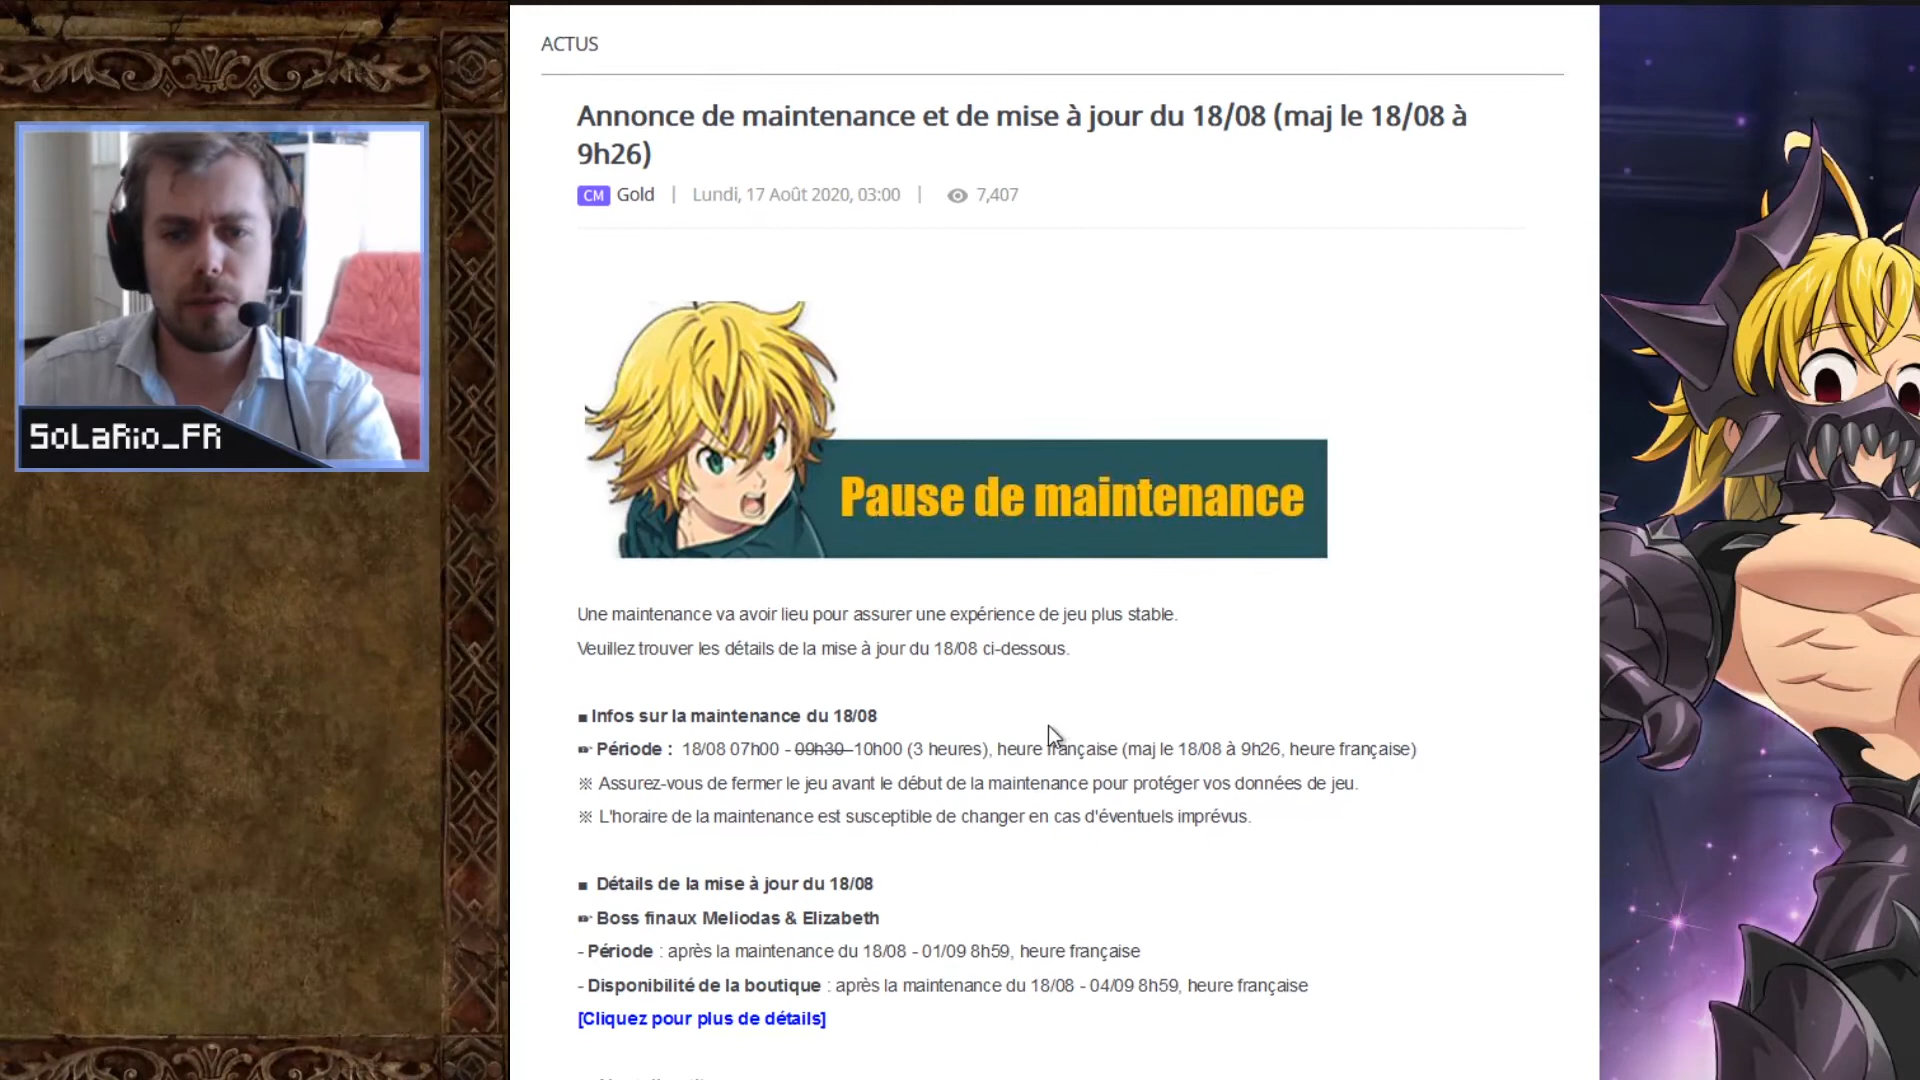 ACTUS
Annonce de maintenance et de mise à jour du 18/08 (maj le 18/08 à
9h26)
CM Gold | Lundi, 17 Août 2020, 03:00 | 7,407
SoLaRio_FR
Pause de maintenance
Une maintenance va avoir lieu pour assurer une expérience de jeu plus stable.
Veuillez trouver les détails de la mise à jour du 18/08 ci-dessous.
■ Infos sur la maintenance du 18/08
☛ Période : 18/08 07h00 - 09h30 10h00 (3 heures), heure française (maj le 18/08 à 9h26, heure française)
※ Assurez-vous de fermer le jeu avant le début de la maintenance pour protéger vos données de jeu.
※ L'horaire de la maintenance est susceptible de changer en cas d'éventuels imprévus.
■ Détails de la mise à jour du 18/08
☛ Boss finaux Meliodas & Elizabeth
- Période : après la maintenance du 18/08 - 01/09 8h59, heure française
- Disponibilité de la boutique : après la maintenance du 18/08 - 04/09 8h59, heure française
[Cliquez pour plus de détails]